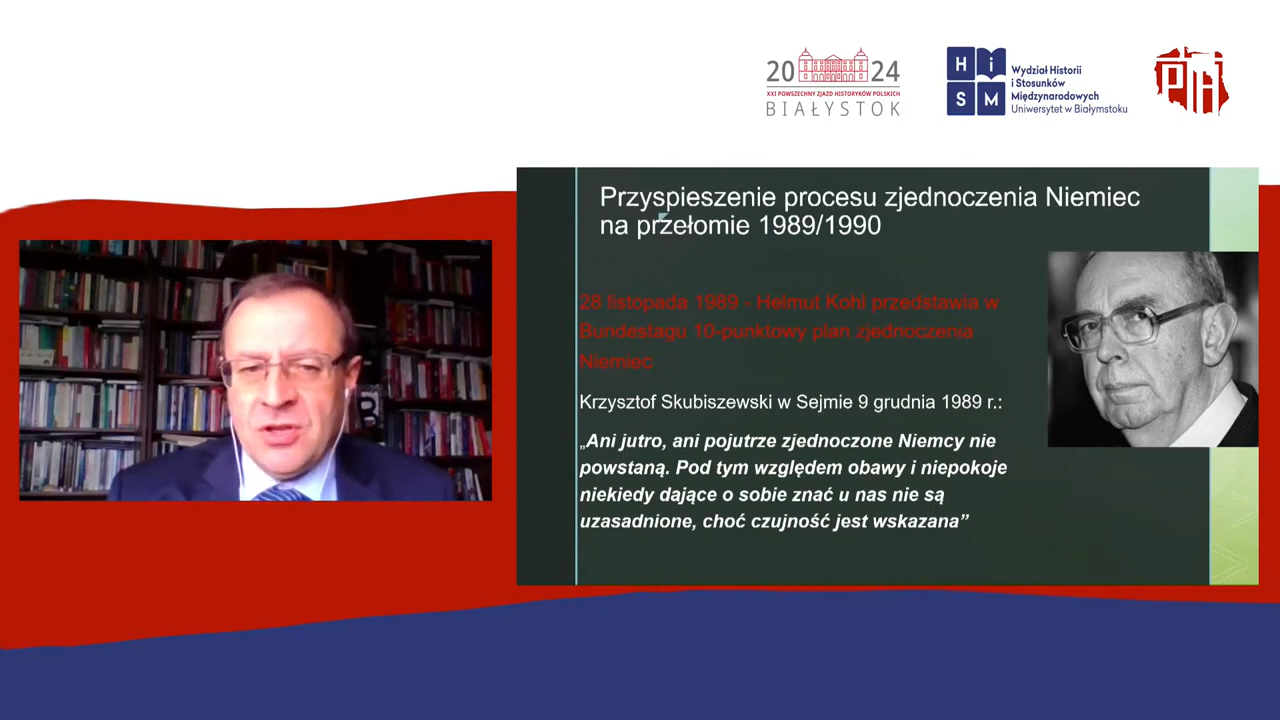 20 24
XXI POWSZECHNY ZJAZD HISTORYKÓW POLSKICH
BIAŁYSTOK
H i
S M
Wydział Historii
i Stosunków
Międzynarodowych
Uniwersytet w Białymstoku
PTH
Przyspieszenie procesu zjednoczenia Niemiec
na przełomie 1989/1990
28 listopada 1989 - Helmut Kohl przedstawia w
Bundestagu 10-punktowy plan zjednoczenia
Niemiec
Krzysztof Skubiszewski w Sejmie 9 grudnia 1989 r.:
„Ani jutro, ani pojutrze zjednoczone Niemcy nie
powstaną. Pod tym względem obawy i niepokoje
niekiedy dające o sobie znać u nas nie są
uzasadnione, choć czujność jest wskazana”